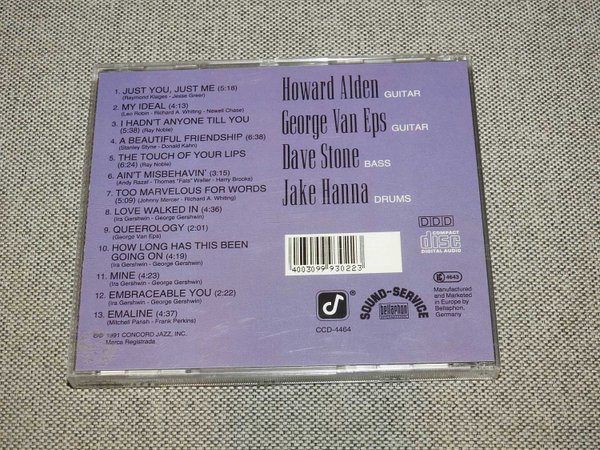 1. JUST YOU, JUST ME (5:16)
(Raymond Klages - Jesse Greer)
2. MY IDEAL (4:13)
(Leo Robin - Richard A. Whiting - Newell Chase)
3. I HADN'T ANYONE TILL YOU
(5:38) (Ray Noble)
4. A BEAUTIFUL FRIENDSHIP (6:38)
(Stanley Styne - Donald Kahn)
5. THE TOUCH OF YOUR LIPS
(6:24) (Ray Noble)
6. AIN'T MISBEHAVIN' (3:15)
(Andy Razaf - Thomas "Fats" Waller - Harry Brooks)
7. TOO MARVELOUS FOR WORDS
(5:09) (Johnny Mercer - Richard A. Whiting)
8. LOVE WALKED IN (4:36)
(Ira Gershwin - George Gershwin)
9. QUEEROLOGY (2:01)
(George Van Eps)
10. HOW LONG HAS THIS BEEN
GOING ON (4:19)
(Ira Gershwin - George Gershwin)
11. MINE (4:23)
(Ira Gershwin - George Gershwin)
12. EMBRACEABLE YOU (2:22)
(Ira Gershwin - George Gershwin)
13. EMALINE (4:37)
(Mitchell Parish - Frank Perkins)
1991 CONCORD JAZZ, INC.
Marca Registrada
Howard Alden GUITAR
George Van Eps GUITAR
Dave Stone BASS
Jake Hanna DRUMS
4003099 930223
CCD-4464
SOUND-SERVICE
bellaphon
DDD
COMPACT
disc
DIGITAL AUDIO
LC 4643
Manufactured
and Marketed
in Europe by
Bellaphon,
Germany